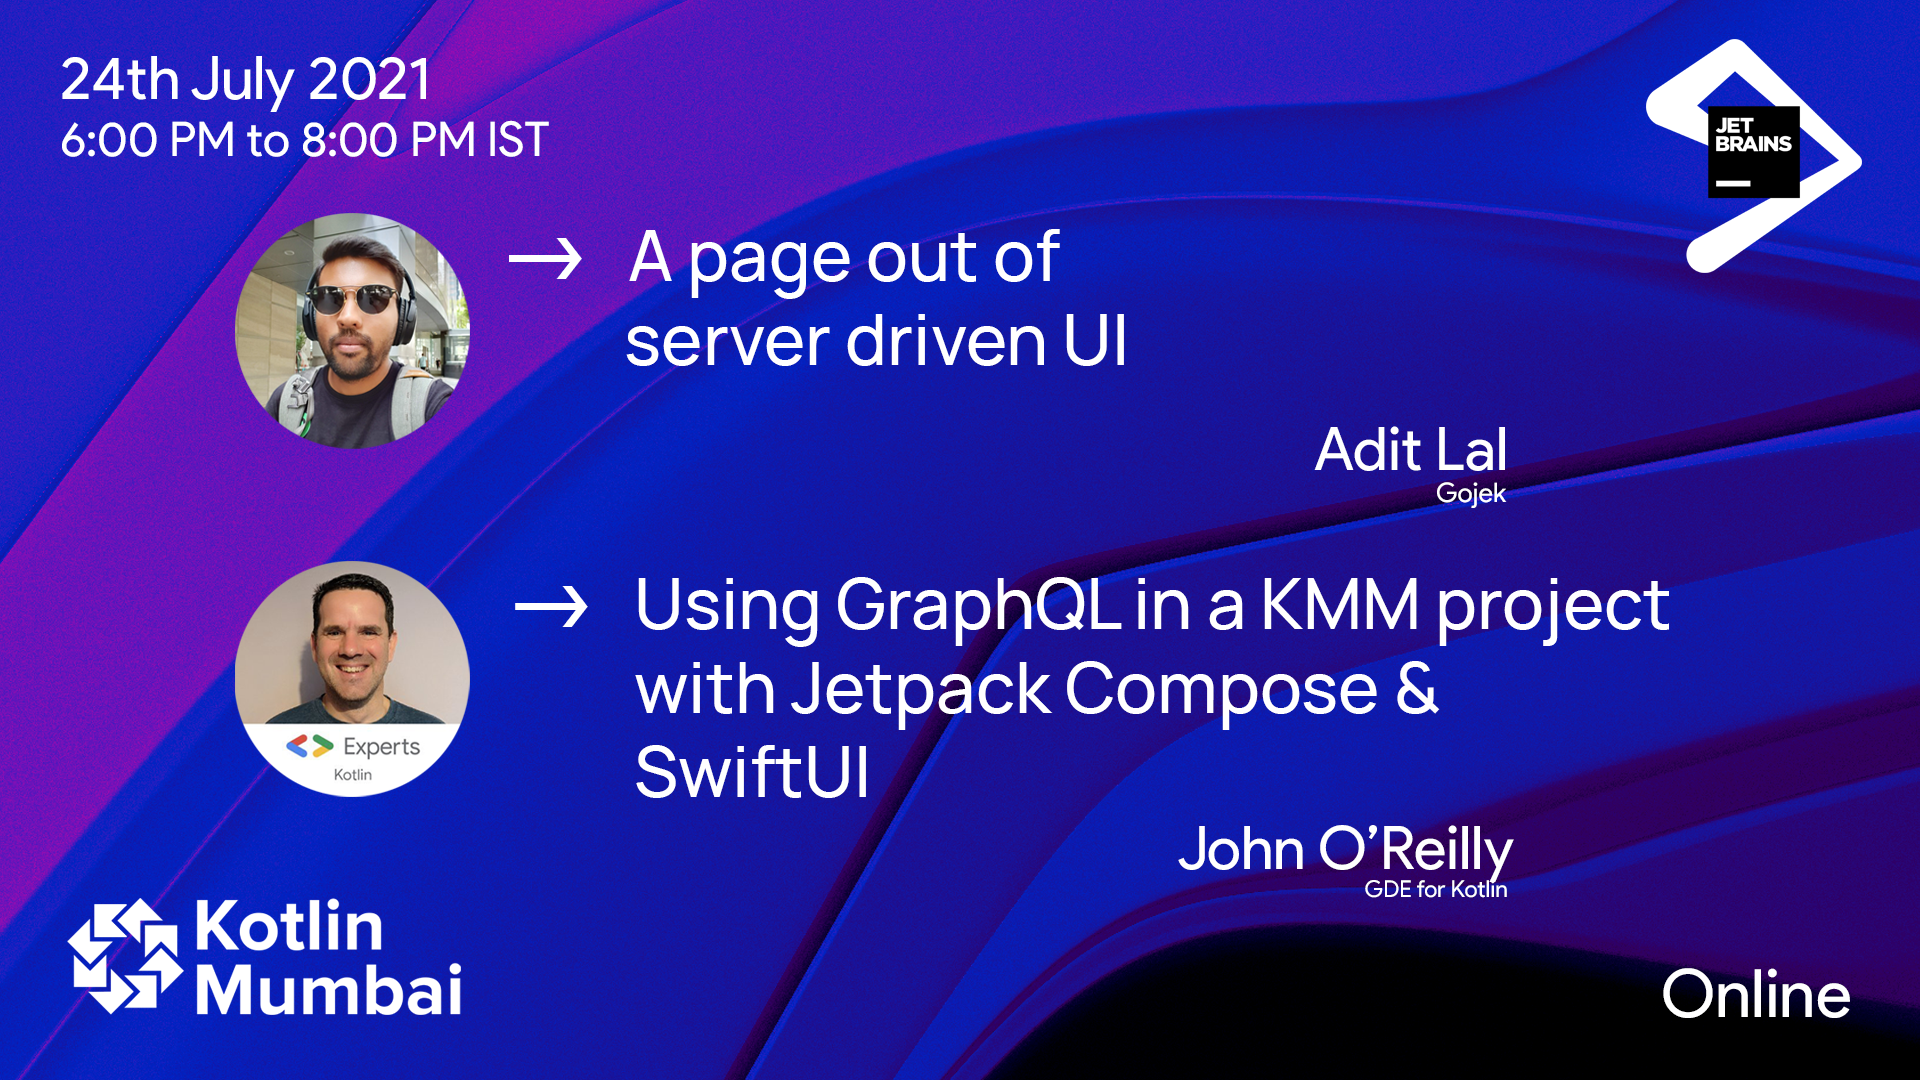 24th July 2021
6:00 PM to 8:00 PM IST
JET
BRAINS
→ A page out of
server driven UI
Adit Lal
Gojek
→ Using GraphQL in a KMM project
with Jetpack Compose &
SwiftUI
Experts
Kotlin
John O’Reilly
GDE for Kotlin
Kotlin
Mumbai
Online